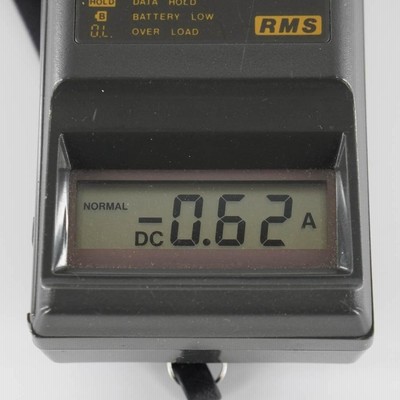 HOLD DATA HOLD
B BATTERY LOW
O.L. OVER LOAD
RMS
NORMAL
DC -0.62 A